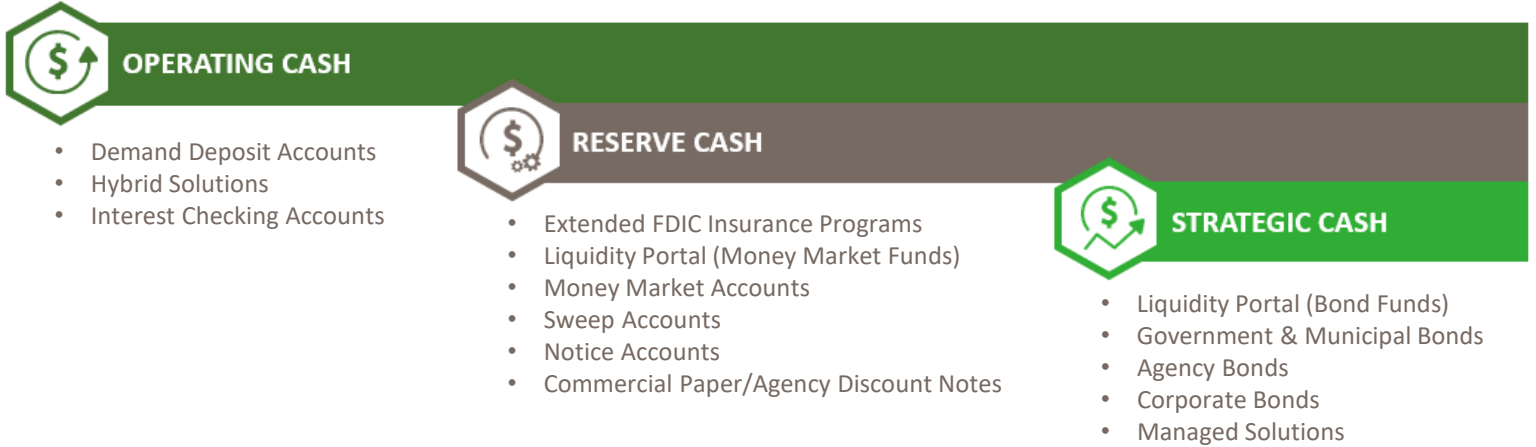 OPERATING CASH
• Demand Deposit Accounts
• Hybrid Solutions
• Interest Checking Accounts
RESERVE CASH
• Extended FDIC Insurance Programs
• Liquidity Portal (Money Market Funds)
• Money Market Accounts
• Sweep Accounts
• Notice Accounts
• Commercial Paper/Agency Discount Notes
STRATEGIC CASH
• Liquidity Portal (Bond Funds)
• Government & Municipal Bonds
• Agency Bonds
• Corporate Bonds
• Managed Solutions